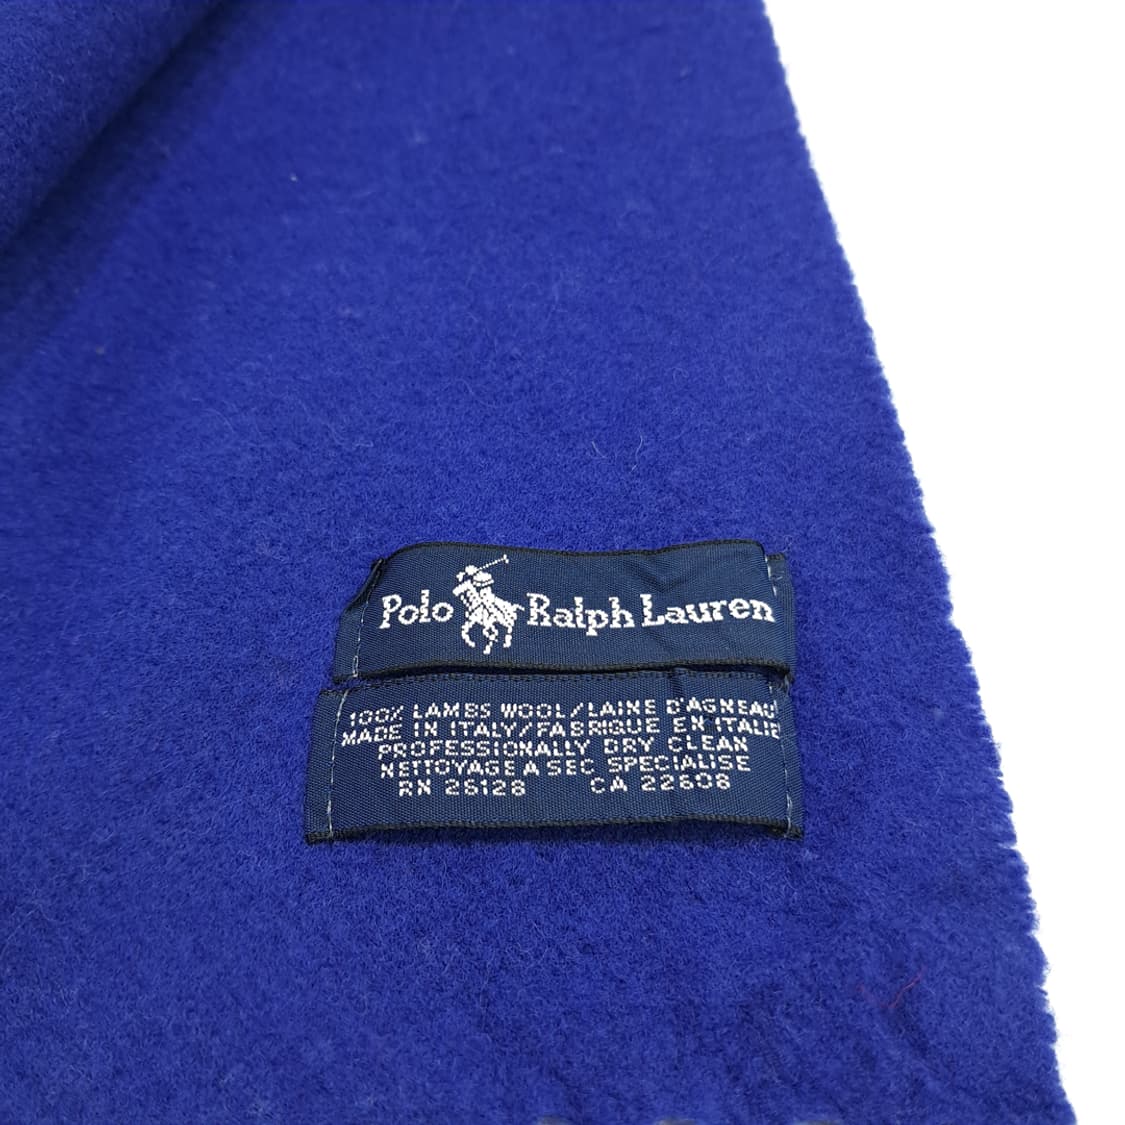 Polo Ralph Lauren
100% LAMBS WOOL/LAINE D'AGNEAU
MADE IN ITALY/FABRIQUE EN ITALIE
PROFESSIONALLY DRY CLEAN
NETTOYAGE A SEC SPECIALISE
RN 26128 CA 22608